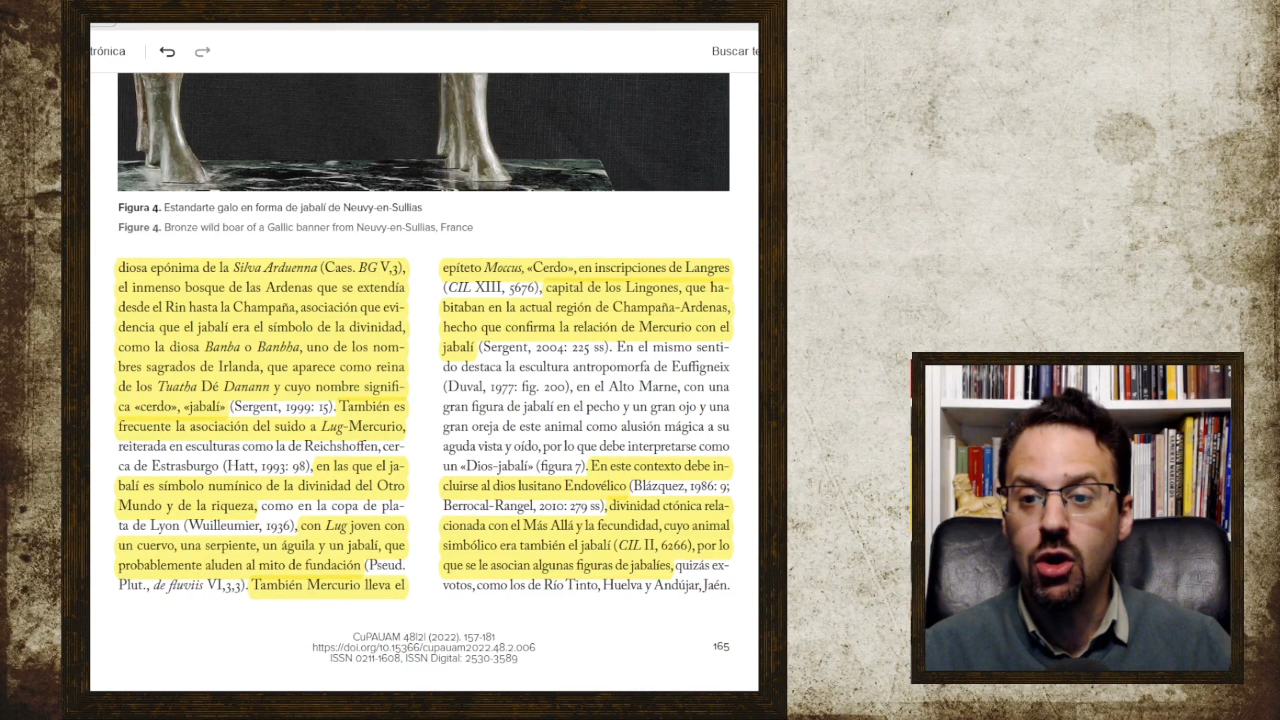 trónica
Buscar te
Figura 4. Estandarte galo en forma de jabalí de Neuvy-en-Sullias
Figure 4. Bronze wild boar of a Gallic banner from Neuvy-en-Sullias, France
diosa epónima de la Silva Arduenna (Caes. BG V,3),
el inmenso bosque de las Ardenas que se extendía
desde el Rin hasta la Champaña, asociación que evi-
dencia que el jabalí era el símbolo de la divinidad,
como la diosa Banba o Banbha, uno de los nom-
bres sagrados de Irlanda, que aparece como reina
de los Tuatha Dé Danann y cuyo nombre signifi-
ca «cerdo», «jabalí» (Sergent, 1999: 15). También es
frecuente la asociación del suido a Lug-Mercurio,
reiterada en esculturas como la de Reichshoffen, cer-
ca de Estrasburgo (Hatt, 1993: 98), en las que el ja-
balí es símbolo numínico de la divinidad del Otro
Mundo y de la riqueza, como en la copa de pla-
ta de Lyon (Wuilleumier, 1936), con Lug joven con
un cuervo, una serpiente, un águila y un jabalí, que
probablemente aluden al mito de fundación (Pseud.
Plut., de fluviis VI,3,3). También Mercurio lleva el
epíteto Moccus, «Cerdo», en inscripciones de Langres
(CIL XIII, 5676), capital de los Lingones, que ha-
bitaban en la actual región de Champaña-Ardenas,
hecho que confirma la relación de Mercurio con el
jabalí (Sergent, 2004: 225 ss). En el mismo senti-
do destaca la escultura antropomorfa de Euffigneix
(Duval, 1977: fig. 200), en el Alto Marne, con una
gran figura de jabalí en el pecho y un gran ojo y una
gran oreja de este animal como alusión mágica a su
aguda vista y oído, por lo que debe interpretarse como
un «Dios-jabalí» (figura 7). En este contexto debe in-
cluirse al dios lusitano Endovélico (Blázquez, 1986: 9;
Berrocal-Rangel, 2010: 279 ss), divinidad ctónica rela-
cionada con el Más Allá y la fecundidad, cuyo animal
simbólico era también el jabalí (CIL II, 6266), por lo
que se le asocian algunas figuras de jabalíes, quizás ex-
votos, como los de Río Tinto, Huelva y Andújar, Jaén.
CuPAUAM 48|2| (2022). 157-181
https://doi.org/10.15366/cupauam2022.48.2.006
ISSN 0211-1608, ISSN Digital: 2530-3589
165